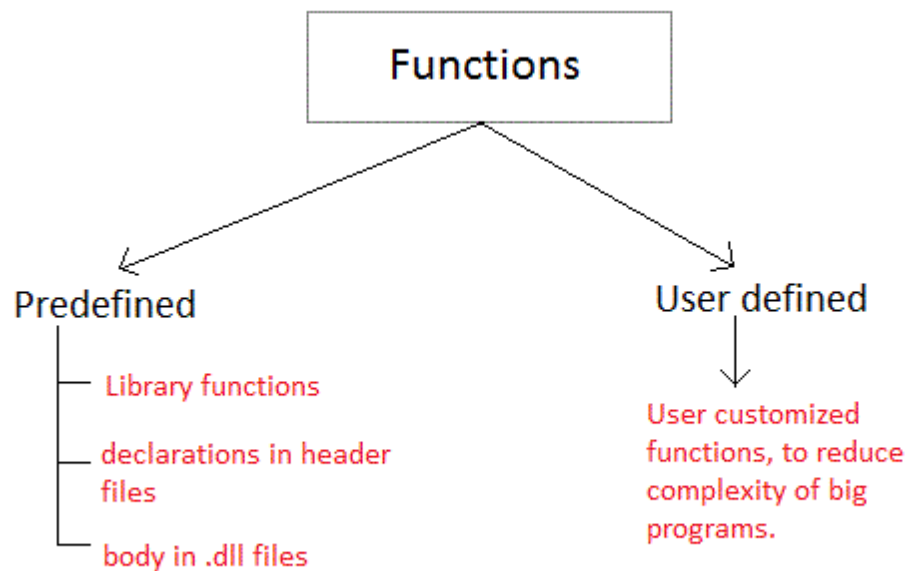 Functions
Predefined
Library functions
declarations in header
files
body in .dll files
User defined
User customized
functions, to reduce
complexity of big
programs.